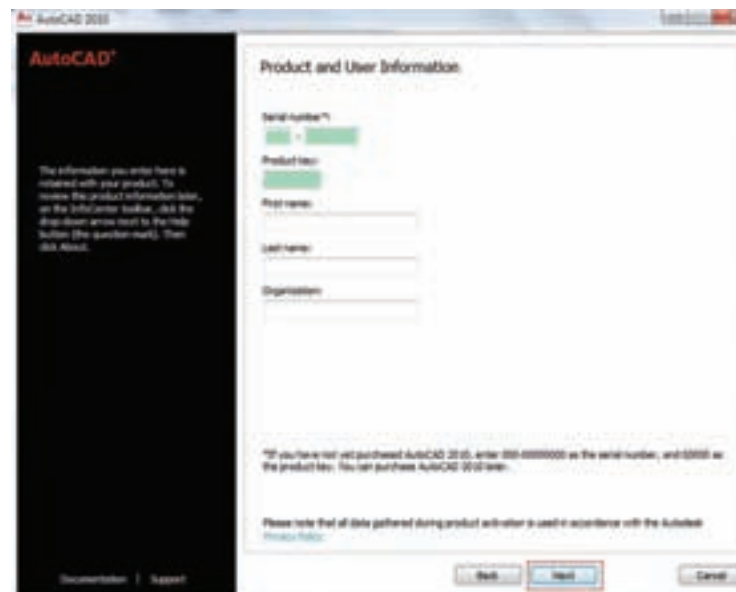 AutoCAD 2010
AutoCAD®
Product and User Information
Serial number*:
-
Product key:
The information you enter here is
retained with your product. To
review the product information later,
on the InfoCenter toolbar, click the
drop-down arrow next to the Help
button (the question mark). Then
click About.
First name:
Last name:
Organization:
*If you have not yet purchased AutoCAD 2010, enter 000-00000000 as the serial number, and 00000 as
the product key. You can purchase AutoCAD 2010 later.
Please note that all data gathered during product activation is used in accordance with the Autodesk
Privacy Policy.
Documentation | Support
Back
Next
Cancel